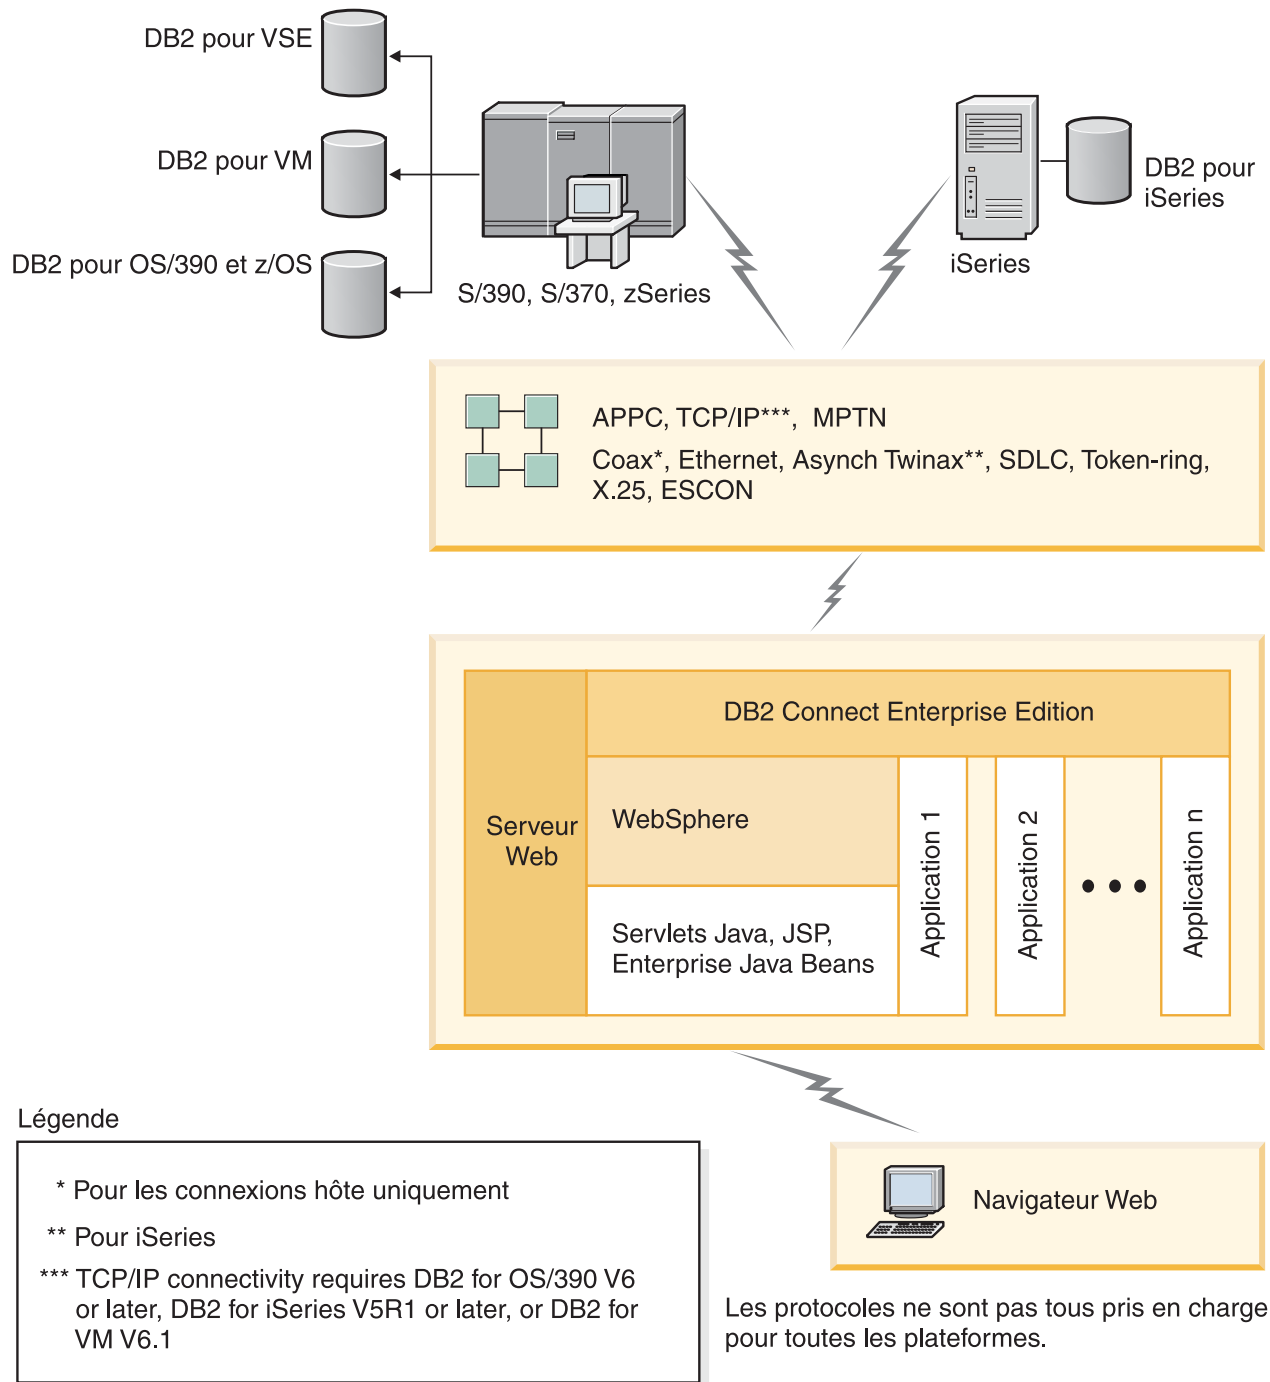 DB2 pour VSE
DB2 pour VM
DB2 pour OS/390 et z/OS
S/390, S/370, zSeries
DB2 pour
iSeries
iSeries
APPC, TCP/IP***, MPTN
Coax*, Ethernet, Asynch Twinax**, SDLC, Token-ring,
X.25, ESCON
DB2 Connect Enterprise Edition
Serveur
Web
WebSphere
Servlets Java, JSP,
Enterprise Java Beans
Application 1
Application 2
Application n
Navigateur Web
Légende
* Pour les connexions hôte uniquement
** Pour iSeries
*** TCP/IP connectivity requires DB2 for OS/390 V6
or later, DB2 for iSeries V5R1 or later, or DB2 for
VM V6.1
Les protocoles ne sont pas tous pris en charge
pour toutes les plateformes.